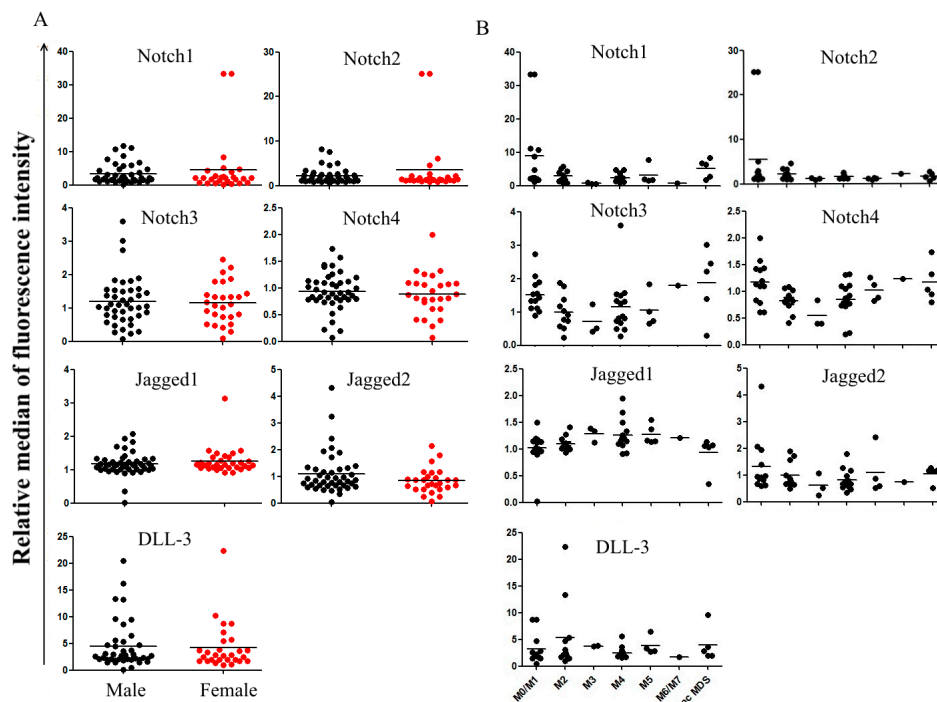 A
B
Relative median of fluorescence intensity
Notch1
40
30
20
10
0
Notch2
30
20
10
0
Notch3
4
3
2
1
0
Notch4
2.5
2.0
1.5
1.0
0.5
0.0
Jagged1
4
3
2
1
0
Jagged2
5
4
3
2
1
0
DLL-3
25
20
15
10
5
0
Male
Female
Notch1
40
30
20
10
0
Notch2
30
20
10
0
Notch3
4
3
2
1
0
Notch4
2.5
2.0
1.5
1.0
0.5
0.0
Jagged1
2.5
2.0
1.5
1.0
0.5
0.0
Jagged2
5
4
3
2
1
0
DLL-3
25
20
15
10
5
0
M0/M1
M2
M3
M4
M5
M6/M7
MDS